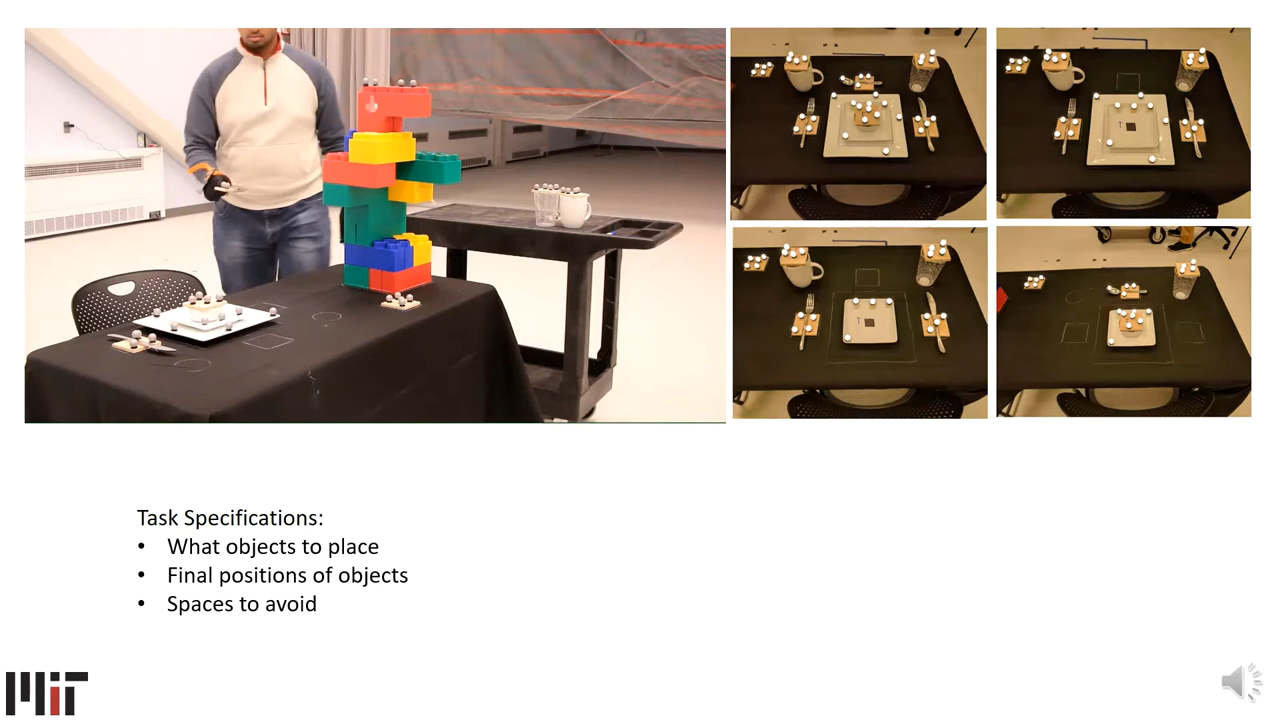 Task Specifications:
• What objects to place
• Final positions of objects
• Spaces to avoid
MIT